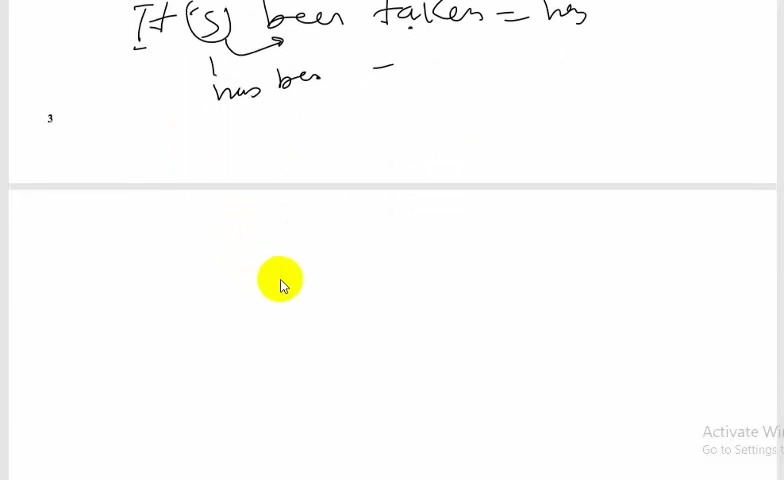 It's been taken = has
has been -
3
Activate Wi
Go to Settings t